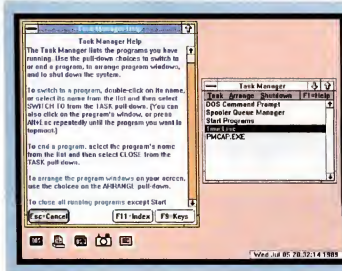 Task Manager Help
Task Manager Help
The Task Manager lists the programs you have
running. Use the pull-down choices to switch to
or end a program, to arrange program windows,
and to shut down the system.
To switch to a program, double-click on its name,
or select its name from the list and then select
SWITCH TO from the TASK pull-down. (You can
also click on the program's window, or press
Alt+Esc repeatedly until the program you want is
topmost.)
To end a program, select the program's name
from the list and then select CLOSE from the
TASK pull-down.
To arrange the program windows on your screen,
use the choices on the ARRANGE pull-down.
To close all running programs except Start
Esc=Cancel
F11=Index
F9=Keys
Task Manager
Task Arrange Shutdown F1=Help
DOS Command Prompt
Spooler Queue Manager
Start Programs
PMCAP.EXE
Wed Jul 05 20:32:14 1989